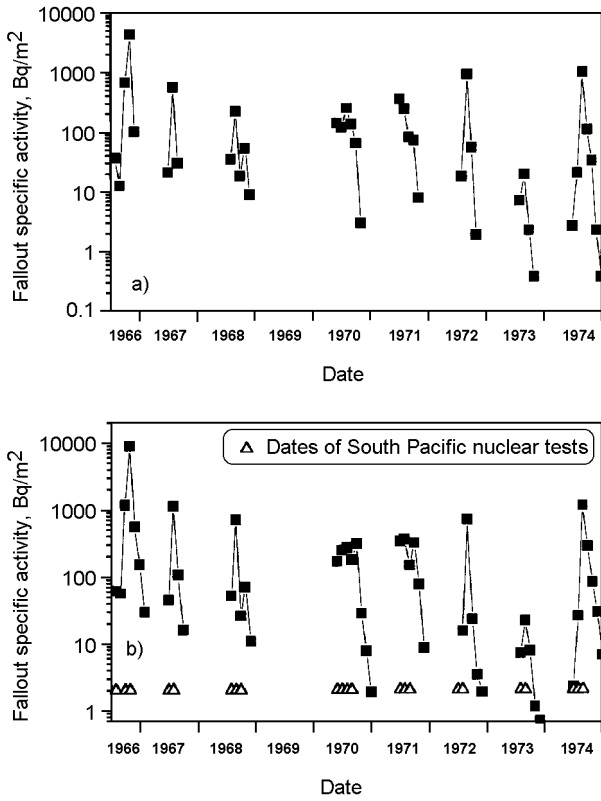 Fallout specific activity, Bq/m²
10000
1000
100
10
1
0.1
a)
1966 1967 1968 1969 1970 1971 1972 1973 1974
Date
Fallout specific activity, Bq/m²
10000
1000
100
10
1
△ Dates of South Pacific nuclear tests
b)
1966 1967 1968 1969 1970 1971 1972 1973 1974
Date